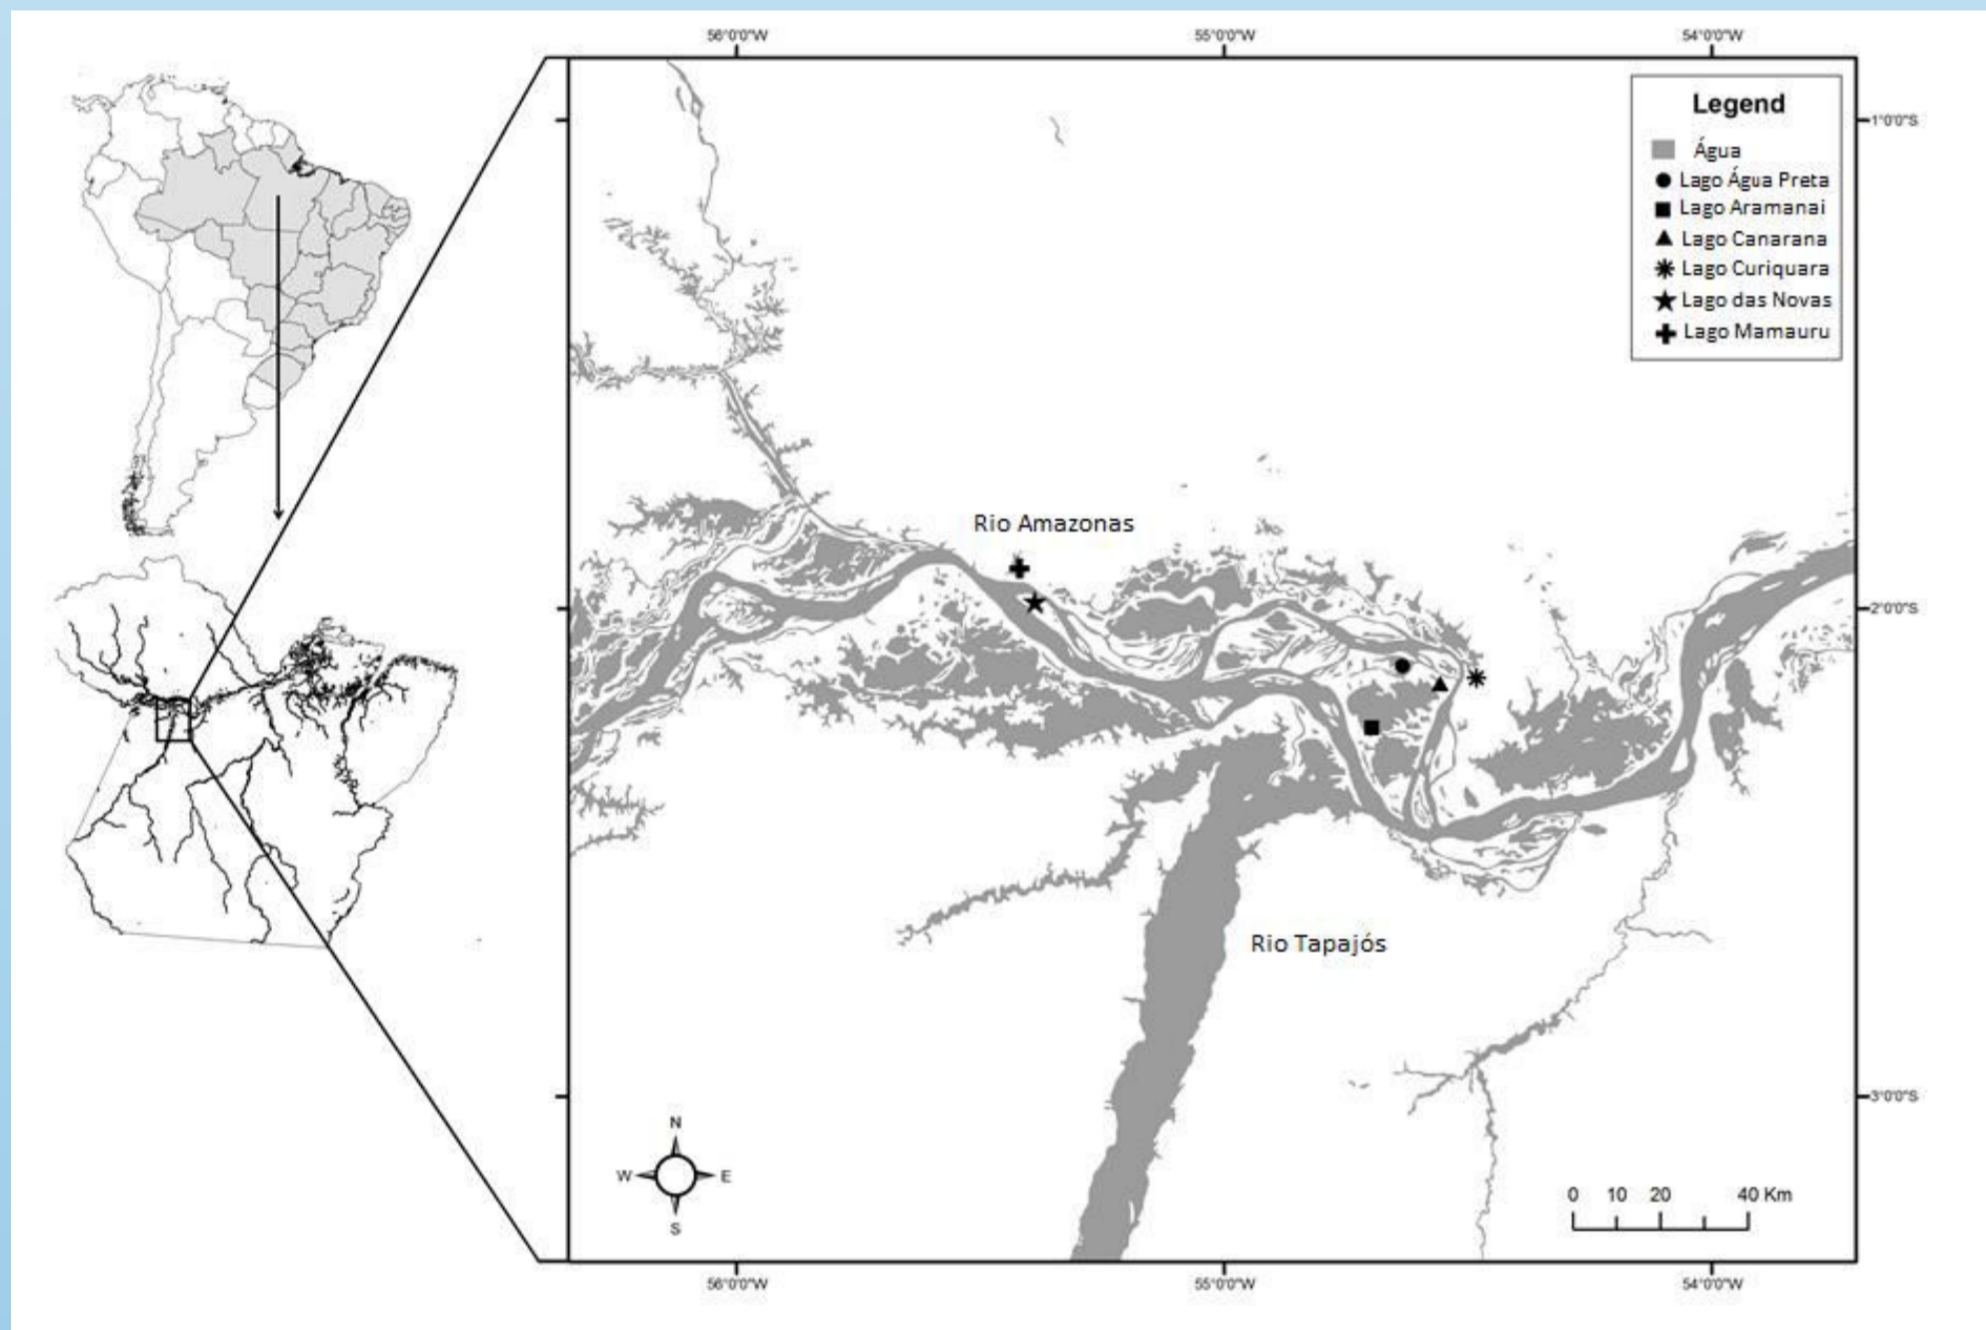 56°0'0"W
55°0'0"W
54°0'0"W
Legend
Água
Lago Água Preta
Lago Aramanai
Lago Canarana
Lago Curiquara
Lago das Novas
Lago Mamauru
1°0'0"S
Rio Amazonas
2°0'0"S
Rio Tapajós
3°0'0"S
N
W
E
S
0 10 20 40 Km
56°0'0"W
55°0'0"W
54°0'0"W